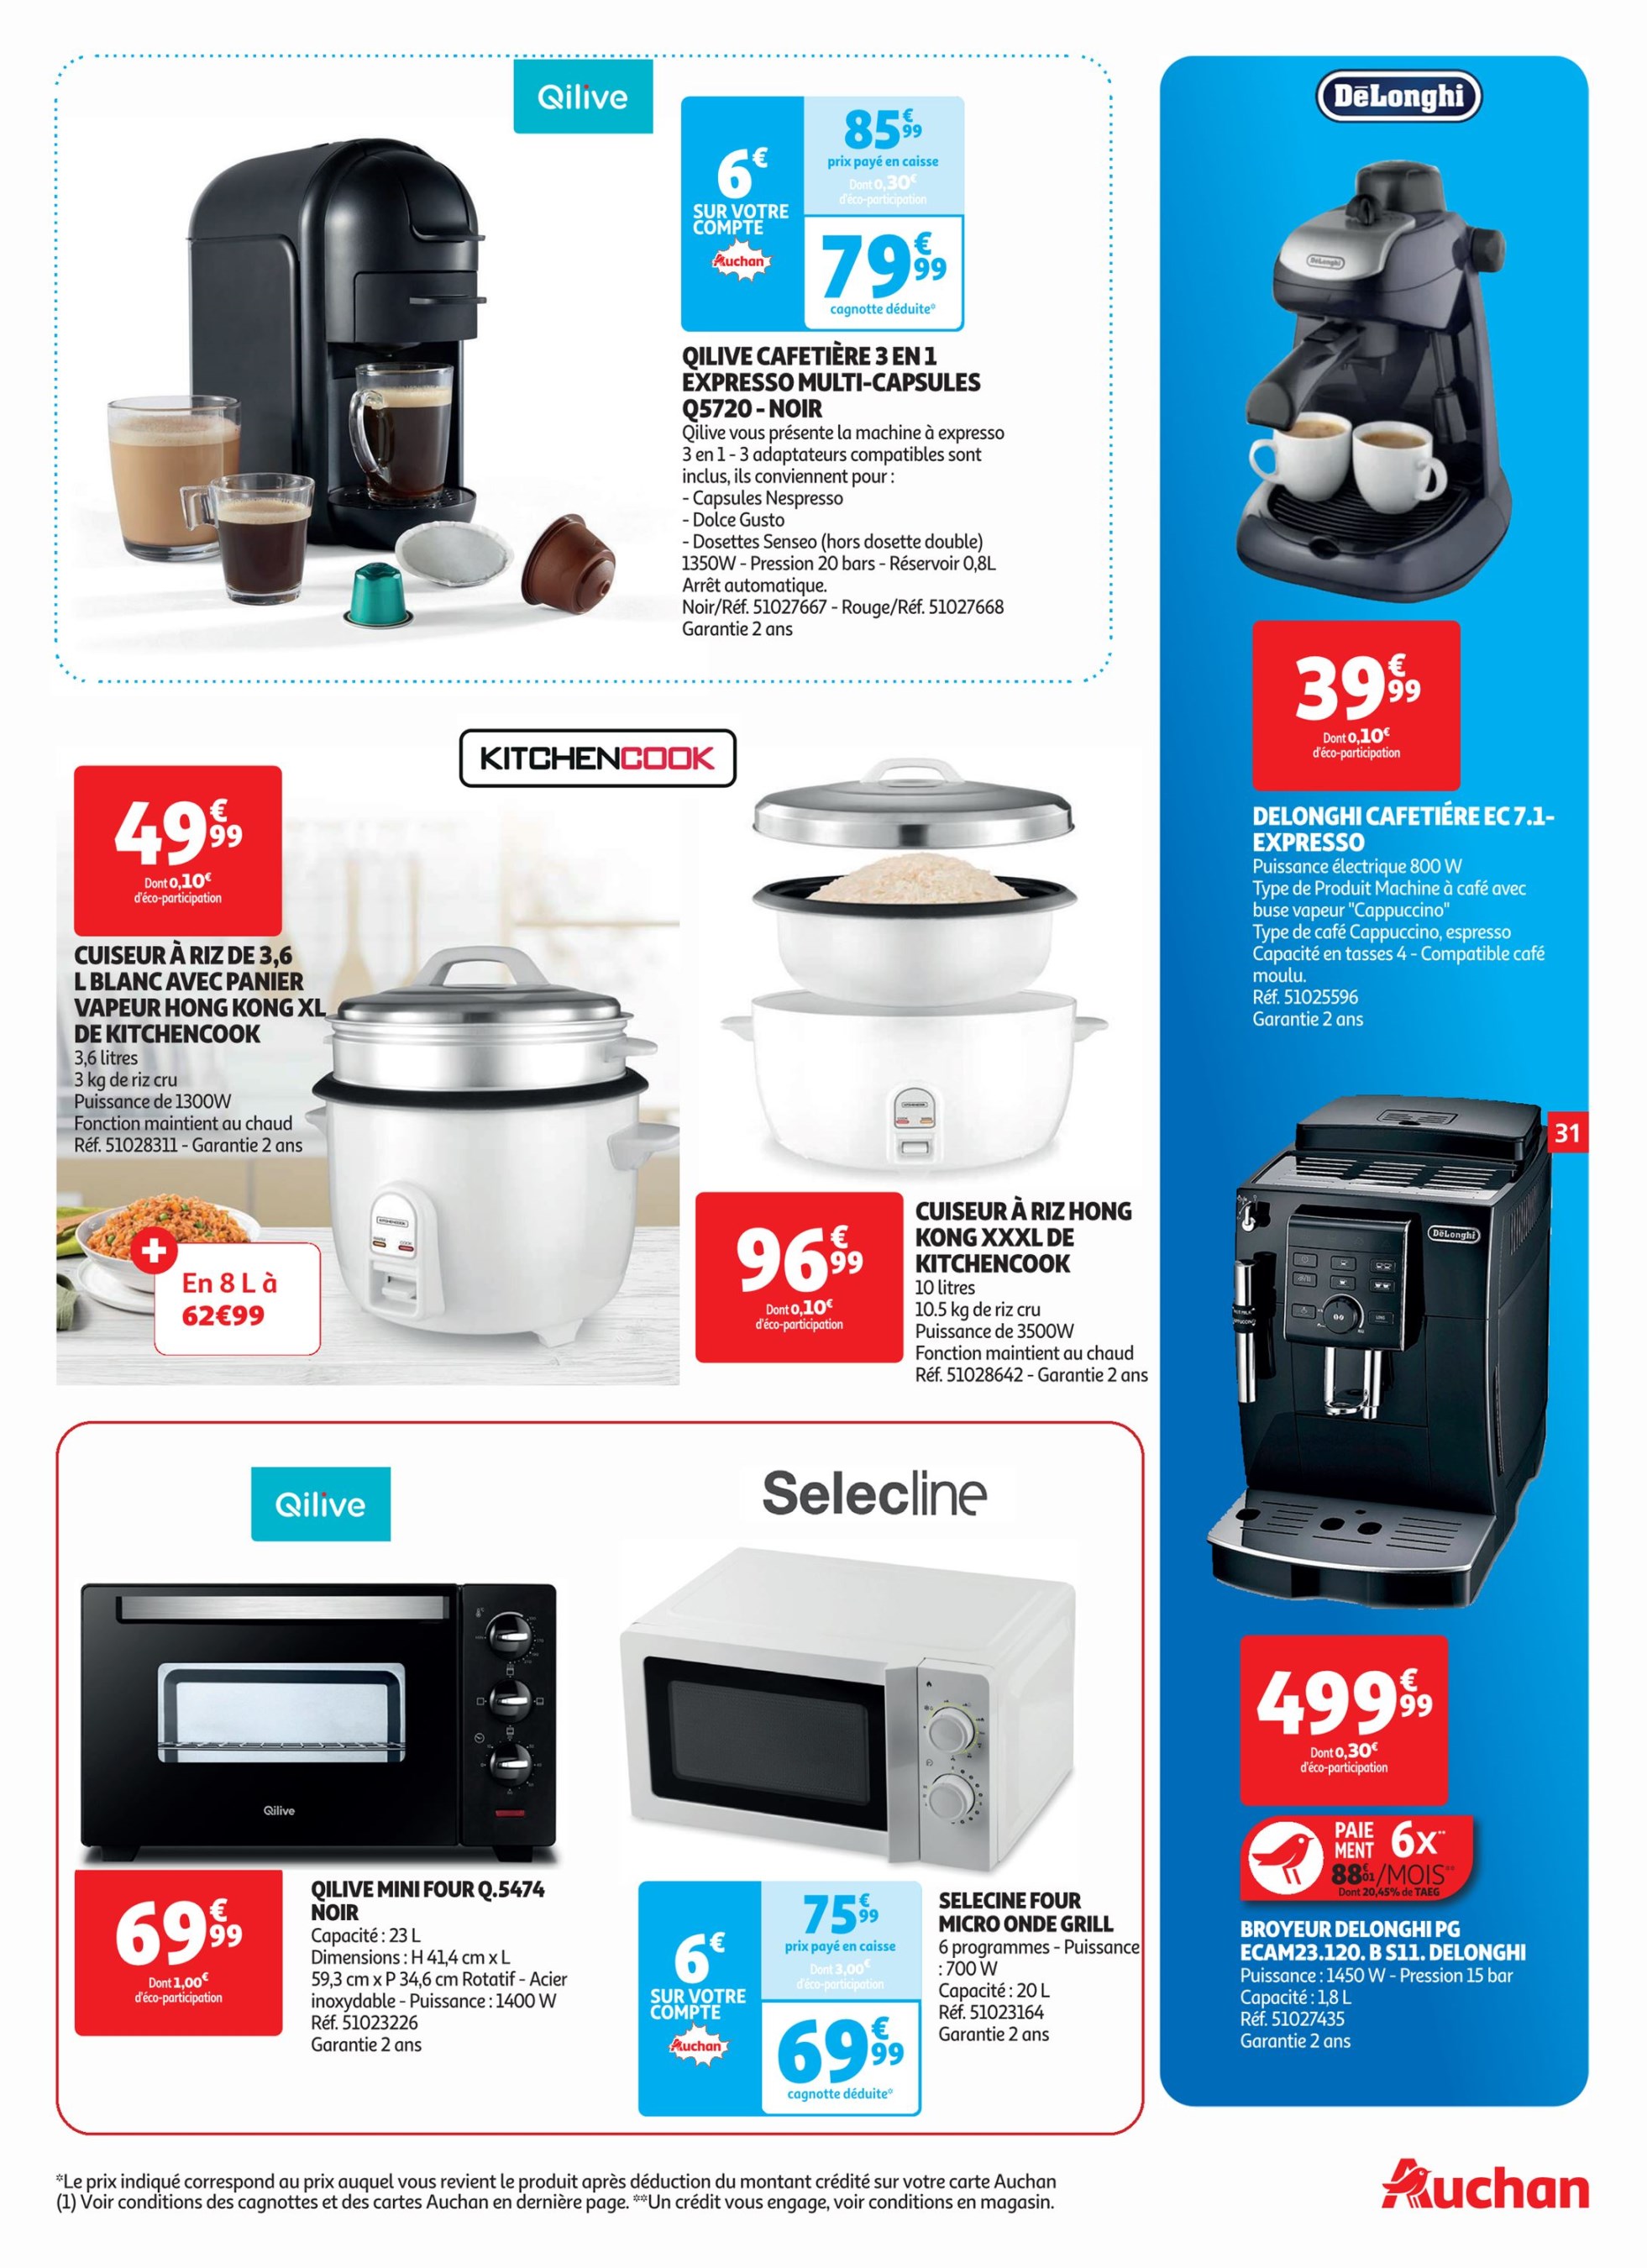 Qilive
6€
SUR VOTRE
COMPTE
Auchan
85€99
prix payé en caisse
Dont 0,30€
d'éco-participation
79€99
cagnotte déduite*
QILIVE CAFETIÈRE 3 EN 1
EXPRESSO MULTI-CAPSULES
Q5720 - NOIR
Qilive vous présente la machine à expresso
3 en 1 - 3 adaptateurs compatibles sont
inclus, ils conviennent pour :
- Capsules Nespresso
- Dolce Gusto
- Dosettes Senseo (hors dosette double)
1350W - Pression 20 bars - Réservoir 0,8L
Arrêt automatique.
Noir/Réf. 51027667 - Rouge/Réf. 51027668
Garantie 2 ans
DēLonghi
DēLonghi
39€99
Dont 0,10€
d'éco-participation
DELONGHI CAFETIÉRE EC 7.1-
EXPRESSO
Puissance électrique 800 W
Type de Produit Machine à café avec
buse vapeur "Cappuccino"
Type de café Cappuccino, espresso
Capacité en tasses 4 - Compatible café
moulu.
Réf. 51025596
Garantie 2 ans
KITCHENCOOK
49€99
Dont 0,10€
d'éco-participation
CUISEUR À RIZ DE 3,6
L BLANC AVEC PANIER
VAPEUR HONG KONG XL
DE KITCHENCOOK
3,6 litres
3 kg de riz cru
Puissance de 1300W
Fonction maintient au chaud
Réf. 51028311 - Garantie 2 ans
+
En 8 L à
62€99
KITCHENCOOK
96€99
Dont 0,10€
d'éco-participation
CUISEUR À RIZ HONG
KONG XXXL DE
KITCHENCOOK
10 litres
10.5 kg de riz cru
Puissance de 3500W
Fonction maintient au chaud
Réf. 51028642 - Garantie 2 ans
31
DēLonghi
499€99
Dont 0,30€
d'éco-participation
PAIE
MENT
6X**
88€01/MOIS**
Dont 20,45% de TAEG
BROYEUR DELONGHI PG
ECAM23.120. B S11. DELONGHI
Puissance : 1450 W - Pression 15 bar
Capacité : 1,8 L
Réf. 51027435
Garantie 2 ans
Qilive
Qilive
69€99
Dont 1,00€
d'éco-participation
QILIVE MINI FOUR Q.5474
NOIR
Capacité : 23 L
Dimensions : H 41,4 cm x L
59,3 cm x P 34,6 cm Rotatif - Acier
inoxydable - Puissance : 1400 W
Réf. 51023226
Garantie 2 ans
Selecline
6€
SUR VOTRE
COMPTE
Auchan
75€99
prix payé en caisse
Dont 3,00€
d'éco-participation
69€99
cagnotte déduite*
SELECINE FOUR
MICRO ONDE GRILL
6 programmes - Puissance
: 700 W
Capacité : 20 L
Réf. 51023164
Garantie 2 ans
*Le prix indiqué correspond au prix auquel vous revient le produit après déduction du montant crédité sur votre carte Auchan
(1) Voir conditions des cagnottes et des cartes Auchan en dernière page. **Un crédit vous engage, voir conditions en magasin.
Auchan